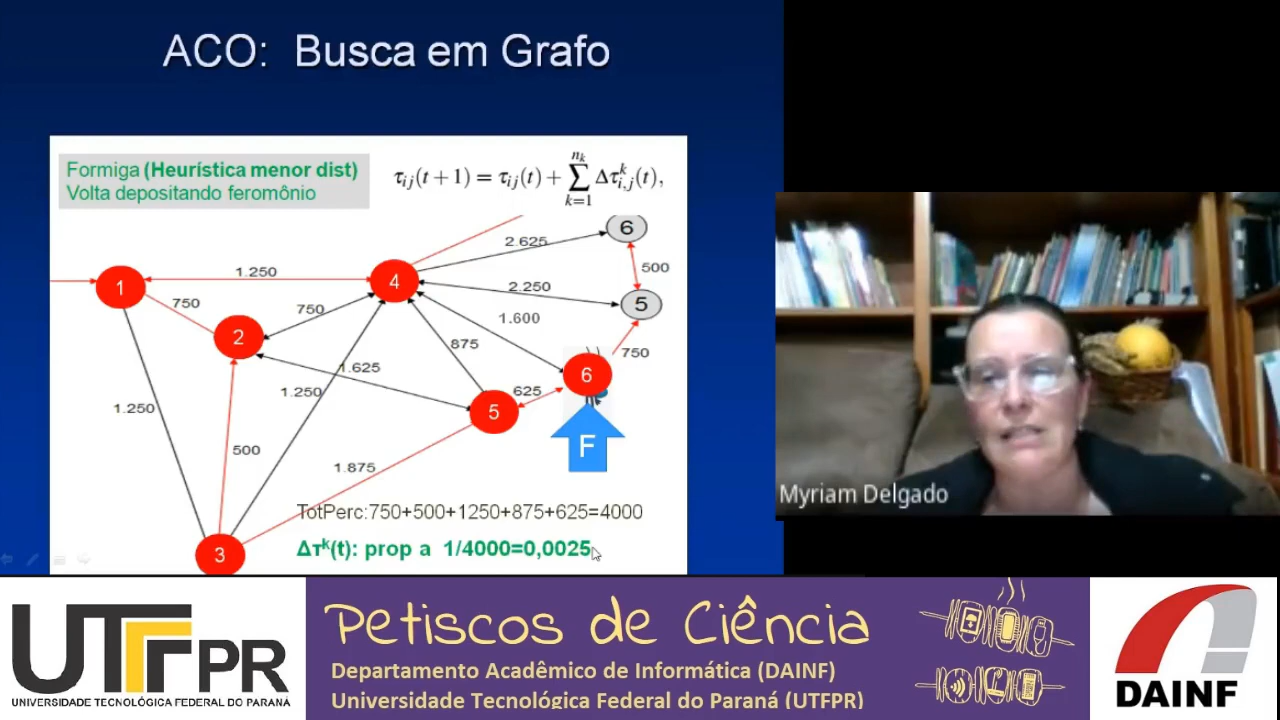 ACO: Busca em Grafo
Formiga (Heurística menor dist)
Volta depositando feromônio
τij(t + 1) = τij(t) + ∑ nk k=1 Δτki,j(t),
6
2.625
500
1.250
4
1
2.250
5
750
750
1.600
2
750
875
6
1.625
625
1.250
5
1.250
F
500
1.875
TotPerc:750+500+1250+875+625=4000
3
Δτk(t): prop a 1/4000=0,0025
Myriam Delgado
UTFPR
UNIVERSIDADE TECNOLÓGICA FEDERAL DO PARANÁ
Petiscos de Ciência
Departamento Acadêmico de Informática (DAINF)
Universidade Tecnológica Federal do Paraná (UTFPR)
DAINF